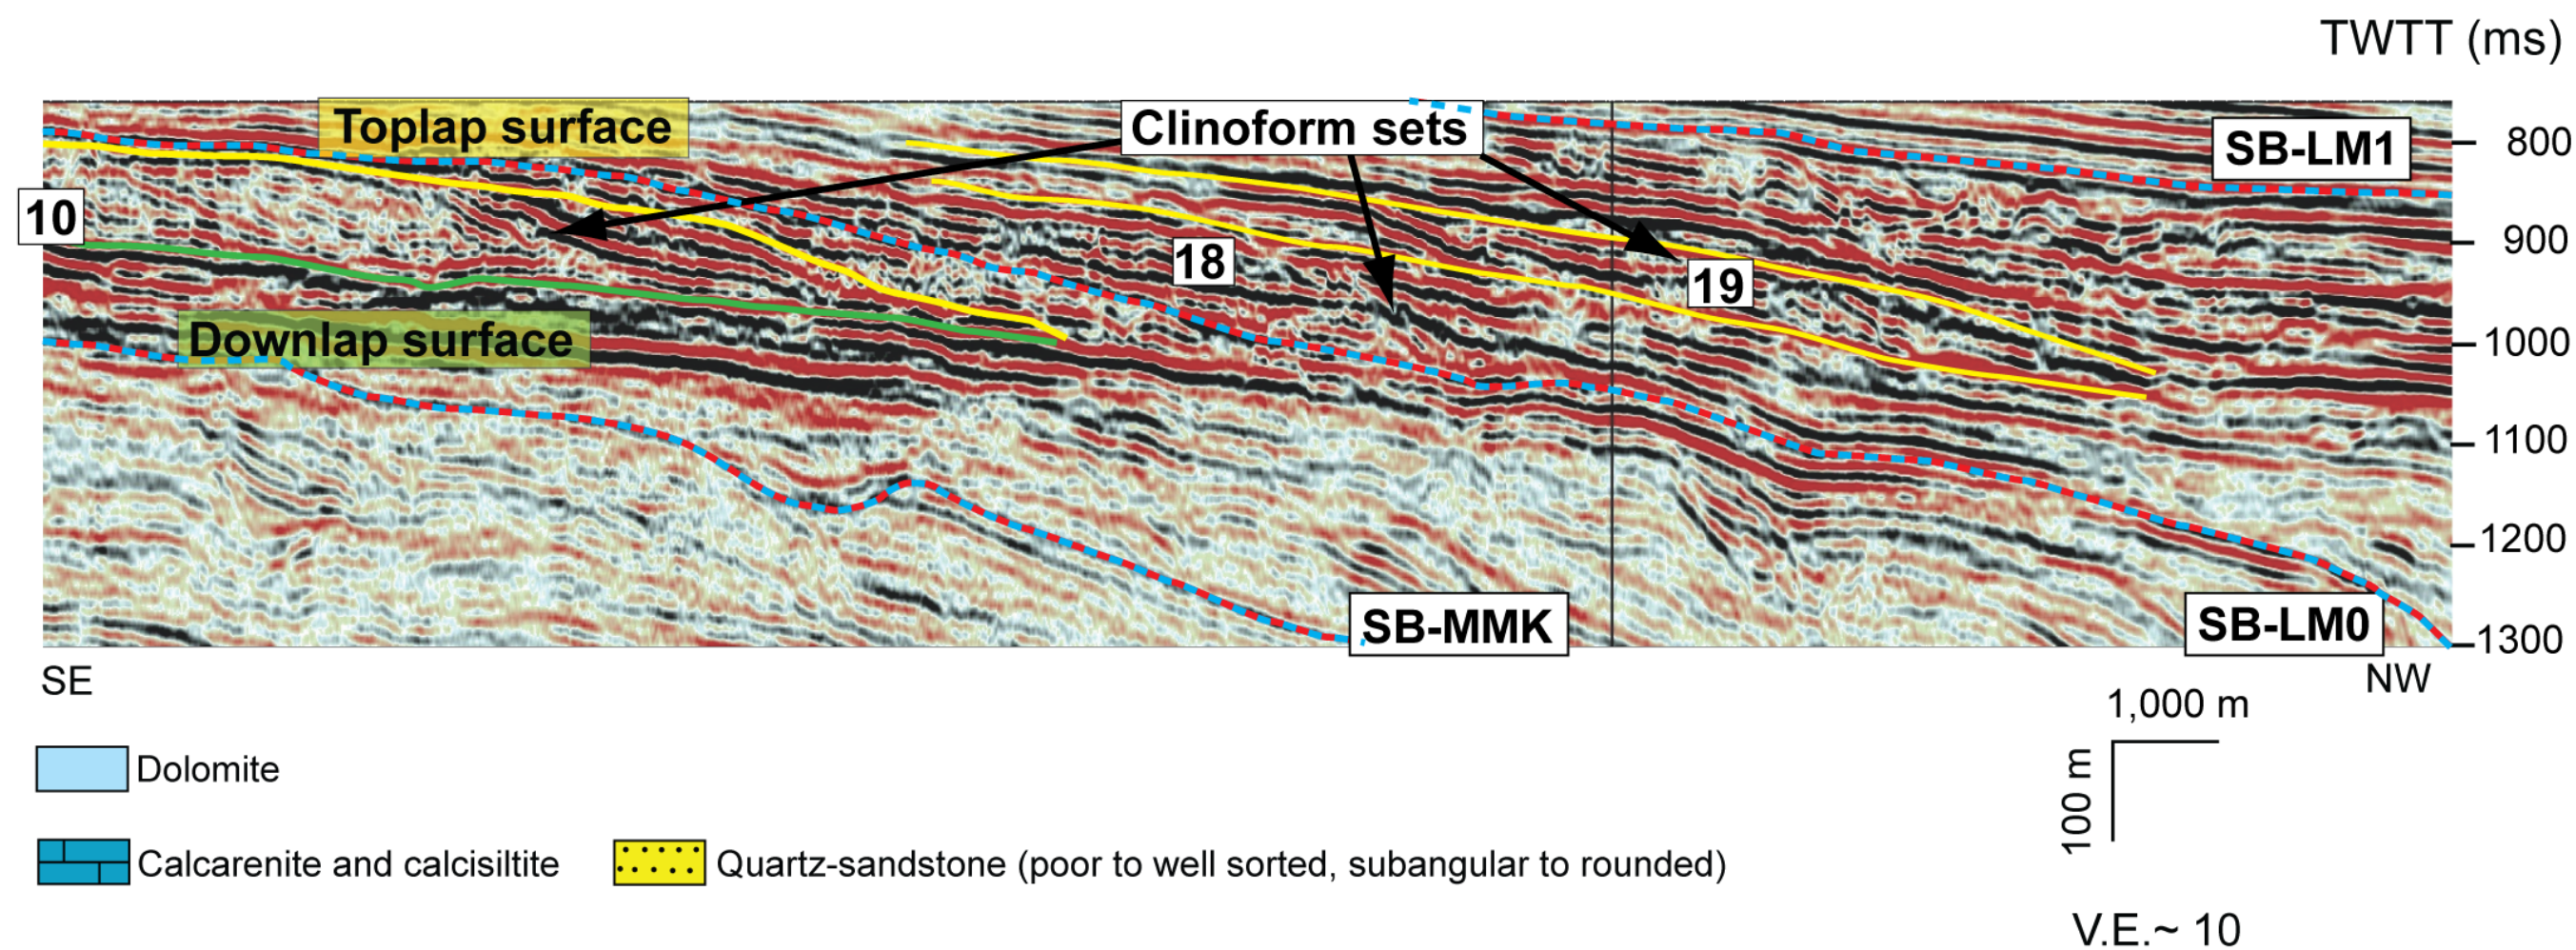 TWTT (ms)
Toplap surface
Clinoform sets
SB-LM1
800
10
18
900
19
Downlap surface
1000
1100
1200
SB-MMK
SB-LM0
1300
SE
NW
1,000 m
100 m
Dolomite
Calcarenite and calcisiltite
Quartz-sandstone (poor to well sorted, subangular to rounded)
V.E.~ 10